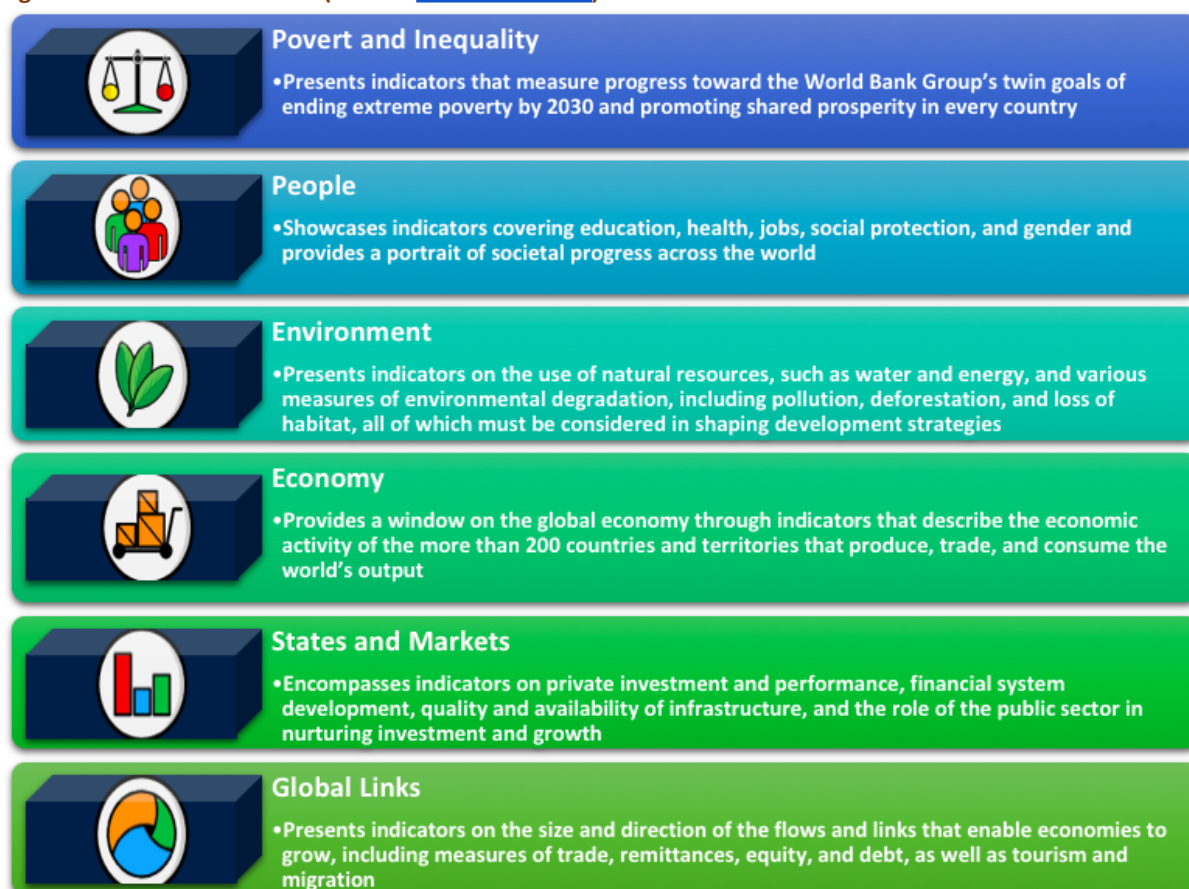 Povert and Inequality
•Presents indicators that measure progress toward the World Bank Group’s twin goals of
ending extreme poverty by 2030 and promoting shared prosperity in every country
People
•Showcases indicators covering education, health, jobs, social protection, and gender and
provides a portrait of societal progress across the world
Environment
•Presents indicators on the use of natural resources, such as water and energy, and various
measures of environmental degradation, including pollution, deforestation, and loss of
habitat, all of which must be considered in shaping development strategies
Economy
•Provides a window on the global economy through indicators that describe the economic
activity of the more than 200 countries and territories that produce, trade, and consume the
world’s output
States and Markets
•Encompasses indicators on private investment and performance, financial system
development, quality and availability of infrastructure, and the role of the public sector in
nurturing investment and growth
Global Links
•Presents indicators on the size and direction of the flows and links that enable economies to
grow, including measures of trade, remittances, equity, and debt, as well as tourism and
migration